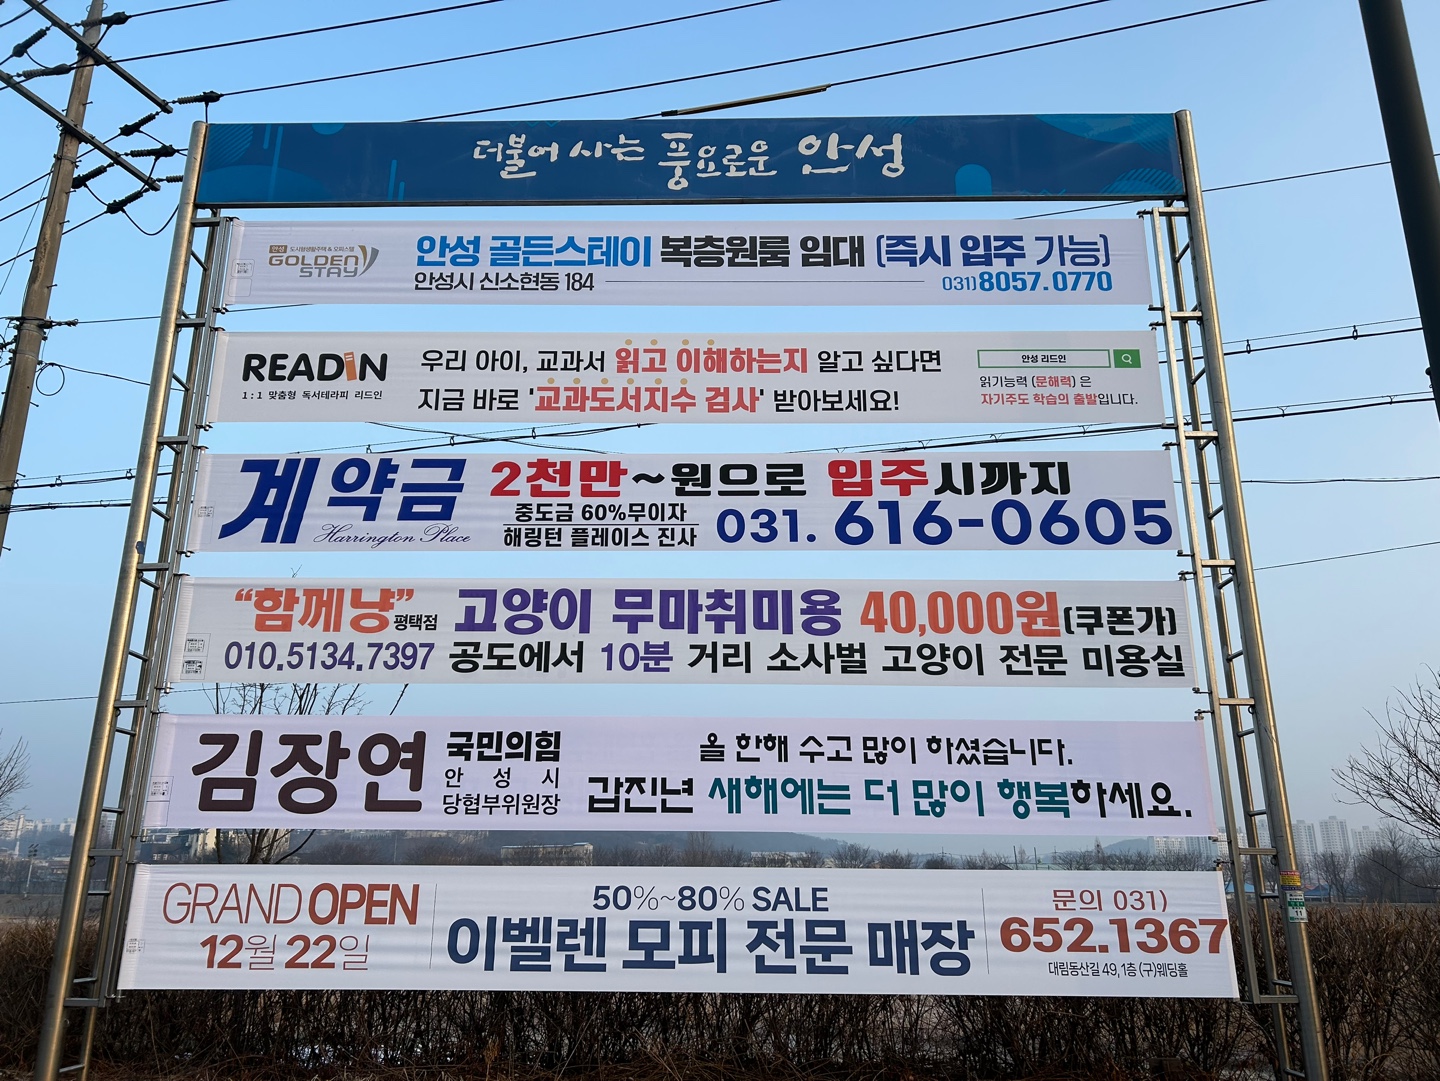 더불어 사는 풍요로운 안성
안성 도시형생활주택 & 오피스텔
GOLDEN STAY
안성 골든스테이 복층원룸 임대 (즉시 입주 가능)
안성시 신소현동 184 031)8057.0770
READIN
1:1 맞춤형 독서테라피 리드인
우리 아이, 교과서 읽고 이해하는지 알고 싶다면
지금 바로 '교과도서지수 검사' 받아보세요!
안성 리드인
읽기능력 (문해력) 은
자기주도 학습의 출발입니다.
계약금
Harrington Place
2천만~원으로 입주시까지
중도금 60%무이자
해링턴 플레이스 진사
031. 616-0605
“함께냥” 평택점 고양이 무마취미용 40,000원(쿠폰가)
010.5134.7397 공도에서 10분 거리 소사벌 고양이 전문 미용실
김장연
국민의힘
안성시
당협부위원장
올 한해 수고 많이 하셨습니다.
갑진년 새해에는 더 많이 행복하세요.
GRAND OPEN
12월 22일
50%~80% SALE
이벨렌 모피 전문 매장
문의 031)
652.1367
대림동산길 49, 1층 (구)웨딩홀